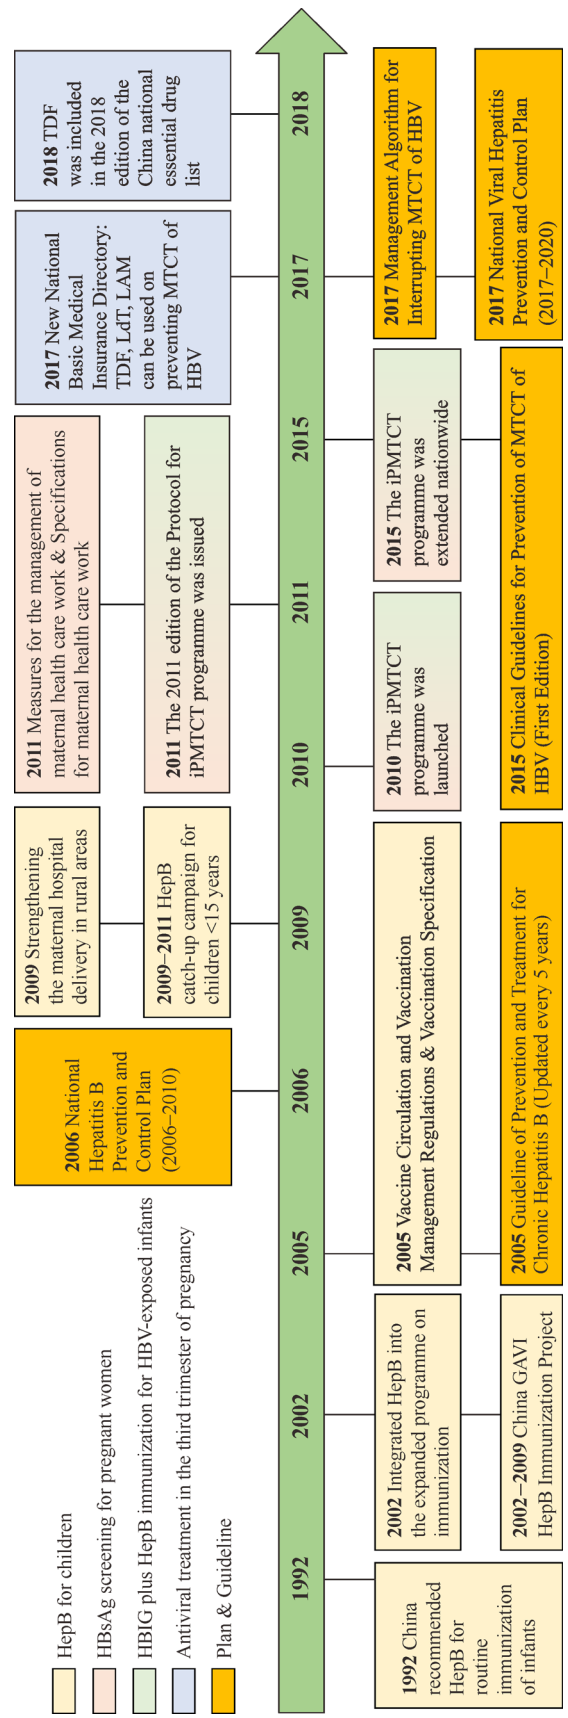 HepB for children
HBsAg screening for pregnant women
HBIG plus HepB immunization for HBV-exposed infants
Antiviral treatment in the third trimester of pregnancy
Plan & Guideline
2006 National
Hepatitis B
Prevention and
Control Plan
(2006–2010)
2009 Strengthening
the maternal hospital
delivery in rural areas
2009–2011 HepB
catch-up campaign for
children <15 years
2011 Measures for the management of
maternal health care work & Specifications
for maternal health care work
2011 The 2011 edition of the Protocol for
iPMTCT programme was issued
2017 New National
Basic Medical
Insurance Directory:
TDF, LdT, LAM
can be used on
preventing MTCT of
HBV
2018 TDF
was included
in the 2018
edition of the
China national
essential drug
list
1992
2002
2005
2006
2009
2010
2011
2015
2017
2018
1992 China
recommended
HepB for
routine
immunization
of infants
2002 Integrated HepB into
the expanded programme on
immunization
2002–2009 China GAVI
HepB Immunization Project
2005 Vaccine Circulation and Vaccination
Management Regulations & Vaccination Specification
2005 Guideline of Prevention and Treatment for
Chronic Hepatitis B (Updated every 5 years)
2010 The iPMTCT
programme was
launched
2015 The iPMTCT
programme was
extended nationwide
2015 Clinical Guidelines for Prevention of MTCT of
HBV (First Edition)
2017 Management Algorithm for
Interrupting MTCT of HBV
2017 National Viral Hepatitis
Prevention and Control Plan
(2017–2020)